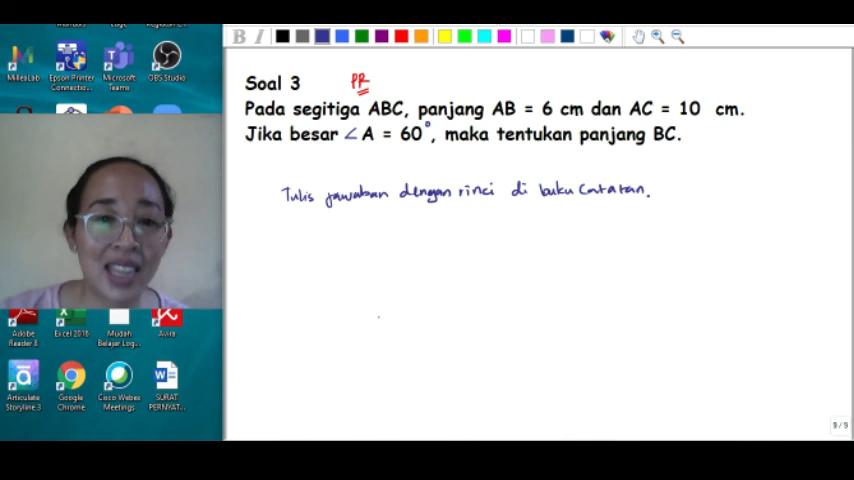 B I
MilleaLab
Epson Printer
Connectio...
Microsoft
Teams
OBS Studio
Soal 3
PR
Pada segitiga ABC, panjang AB = 6 cm dan AC = 10 cm.
Jika besar ∠A = 60°, maka tentukan panjang BC.
Tulis jawaban dengan rinci di buku catatan.
Adobe
Reader 8
Excel 2016
Mudah
Belajar Log...
Avira
Articulate
Storyline 3
Google
Chrome
Cisco Webex
Meetings
SURAT
PERNYAT...
9/9